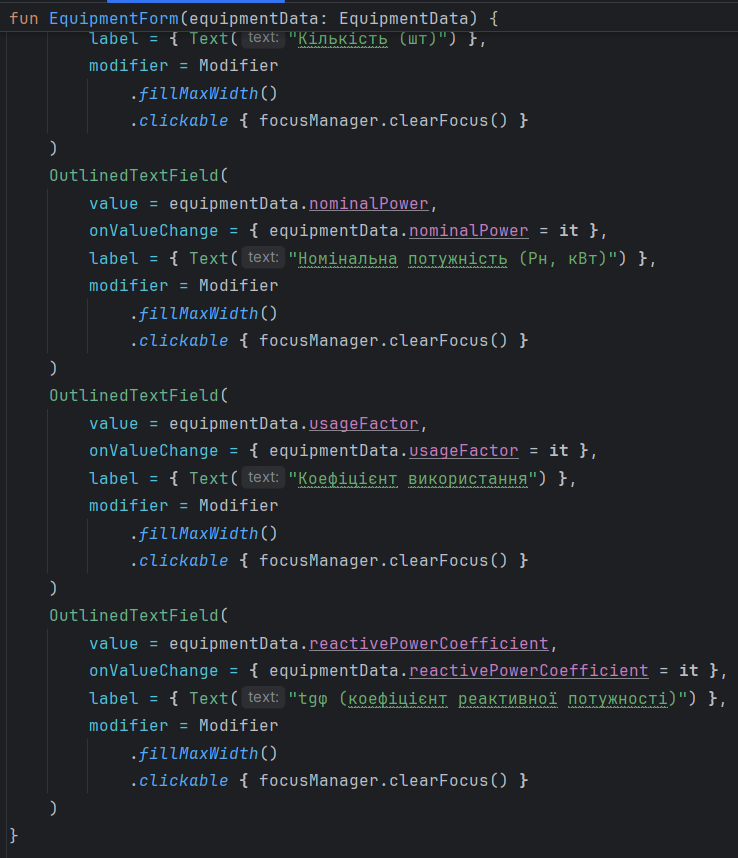 fun EquipmentForm(equipmentData: EquipmentData) {
        label = { Text( text: "Кількість (шт)") },
        modifier = Modifier
            .fillMaxWidth()
            .clickable { focusManager.clearFocus() }
    )
    OutlinedTextField(
        value = equipmentData.nominalPower,
        onValueChange = { equipmentData.nominalPower = it },
        label = { Text( text: "Номінальна потужність (Рн, кВт)") },
        modifier = Modifier
            .fillMaxWidth()
            .clickable { focusManager.clearFocus() }
    )
    OutlinedTextField(
        value = equipmentData.usageFactor,
        onValueChange = { equipmentData.usageFactor = it },
        label = { Text( text: "Коефіцієнт використання") },
        modifier = Modifier
            .fillMaxWidth()
            .clickable { focusManager.clearFocus() }
    )
    OutlinedTextField(
        value = equipmentData.reactivePowerCoefficient,
        onValueChange = { equipmentData.reactivePowerCoefficient = it },
        label = { Text( text: "tgφ (коефіцієнт реактивної потужності)") },
        modifier = Modifier
            .fillMaxWidth()
            .clickable { focusManager.clearFocus() }
    )
}